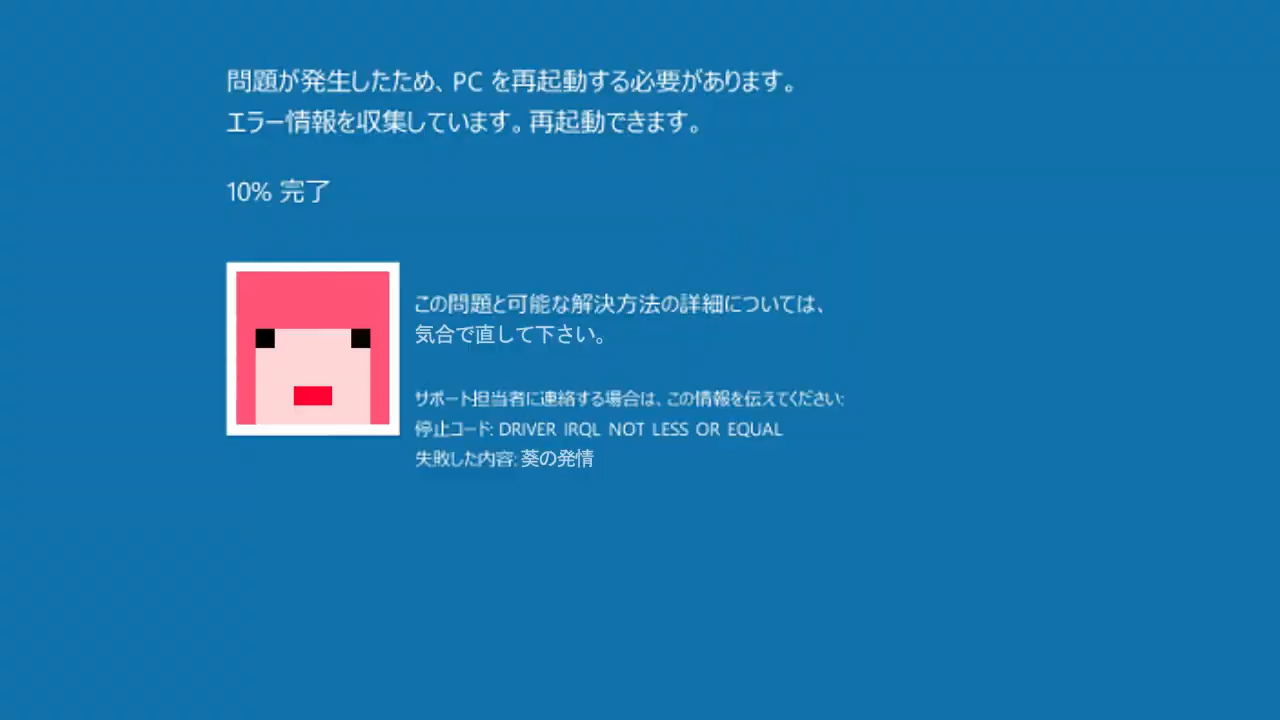 問題が発生したため、PC を再起動する必要があります。
エラー情報を収集しています。再起動できます。
10% 完了
この問題と可能な解決方法の詳細については、
気合で直して下さい。
サポート担当者に連絡する場合は、この情報を伝えてください:
停止コード: DRIVER IRQL NOT LESS OR EQUAL
失敗した内容: 葵の発情